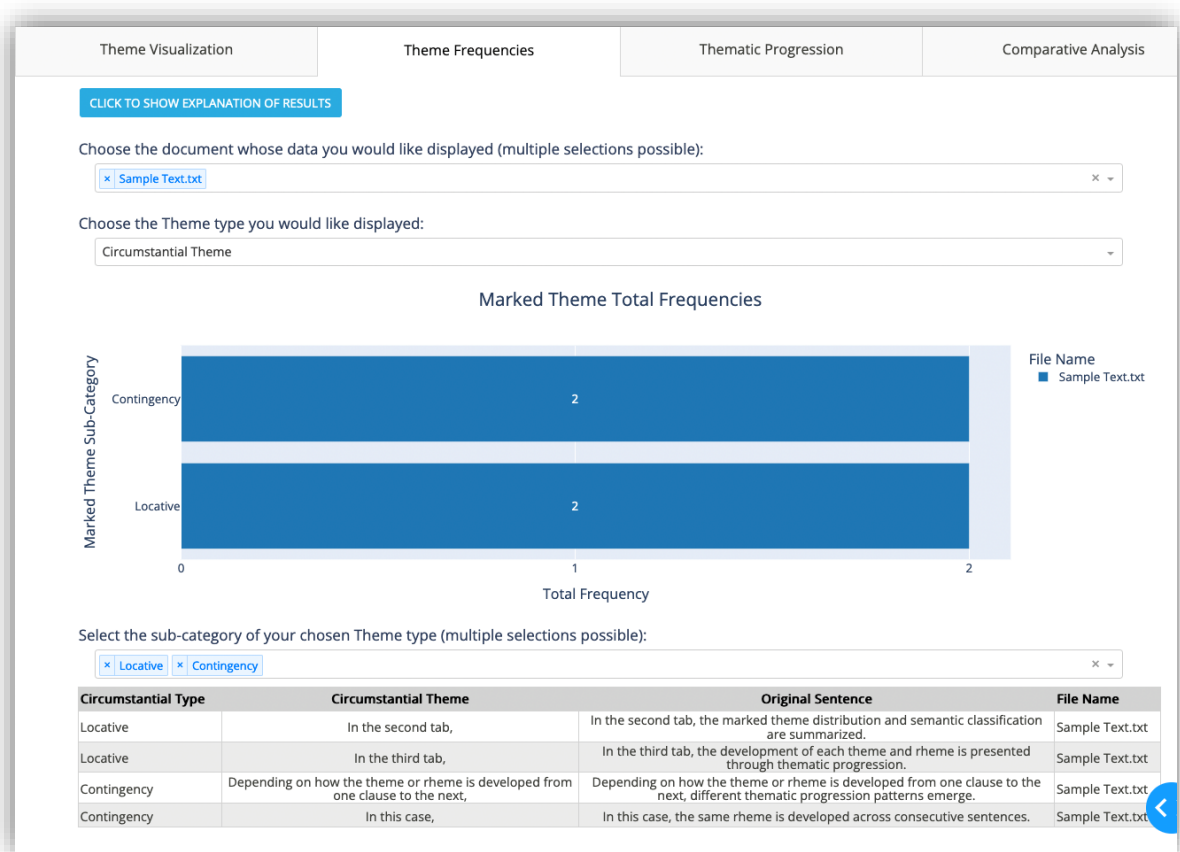 Theme Visualization
Theme Frequencies
Thematic Progression
Comparative Analysis
CLICK TO SHOW EXPLANATION OF RESULTS
Choose the document whose data you would like displayed (multiple selections possible):
× Sample Text.txt
×
Choose the Theme type you would like displayed:
Circumstantial Theme
Marked Theme Total Frequencies
Marked Theme Sub-Category
Contingency
2
Locative
2
0
1
2
Total Frequency
File Name
Sample Text.txt
Select the sub-category of your chosen Theme type (multiple selections possible):
× Locative × Contingency
×
Circumstantial Type
Circumstantial Theme
Original Sentence
File Name
Locative
In the second tab,
In the second tab, the marked theme distribution and semantic classification
are summarized.
Sample Text.txt
Locative
In the third tab,
In the third tab, the development of each theme and rheme is presented
through thematic progression.
Sample Text.txt
Contingency
Depending on how the theme or rheme is developed from
one clause to the next,
Depending on how the theme or rheme is developed from one clause to the
next, different thematic progression patterns emerge.
Sample Text.txt
Contingency
In this case,
In this case, the same rheme is developed across consecutive sentences.
Sample Text.txt